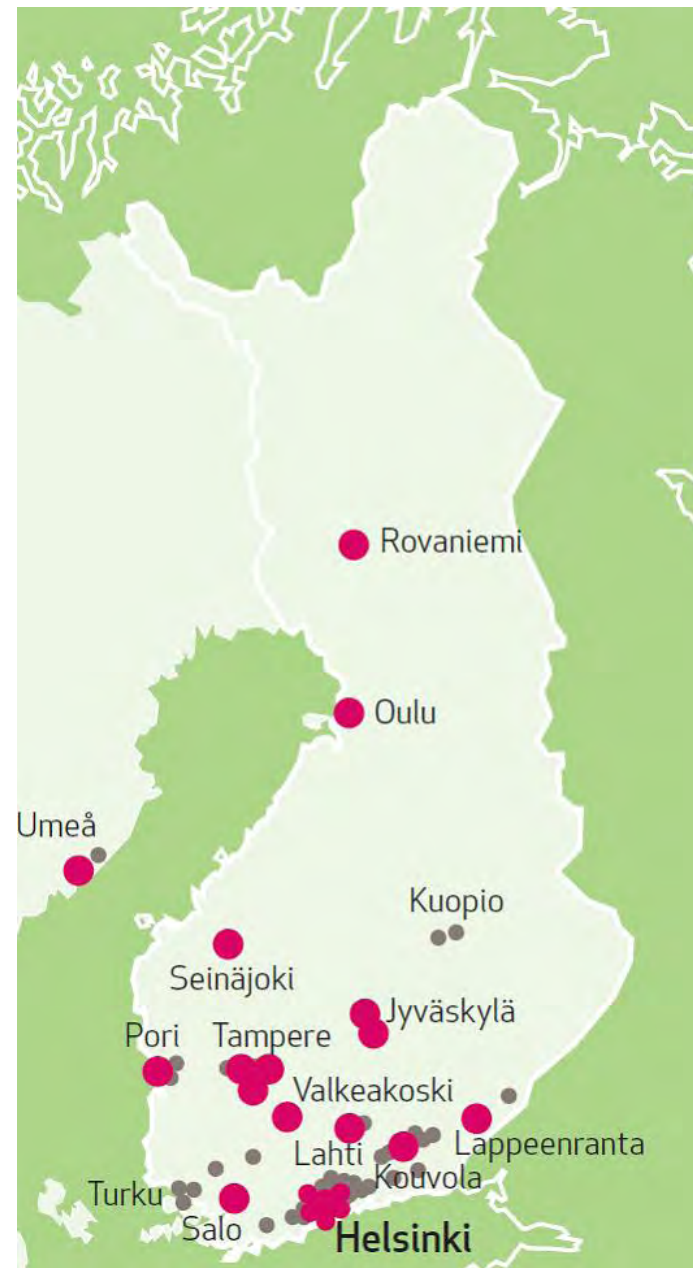 Rovaniemi
Oulu
Umeå
Kuopio
Seinäjoki
Jyväskylä
Pori
Tampere
Valkeakoski
Lahti
Lappeenranta
Kouvola
Turku
Salo
Helsinki